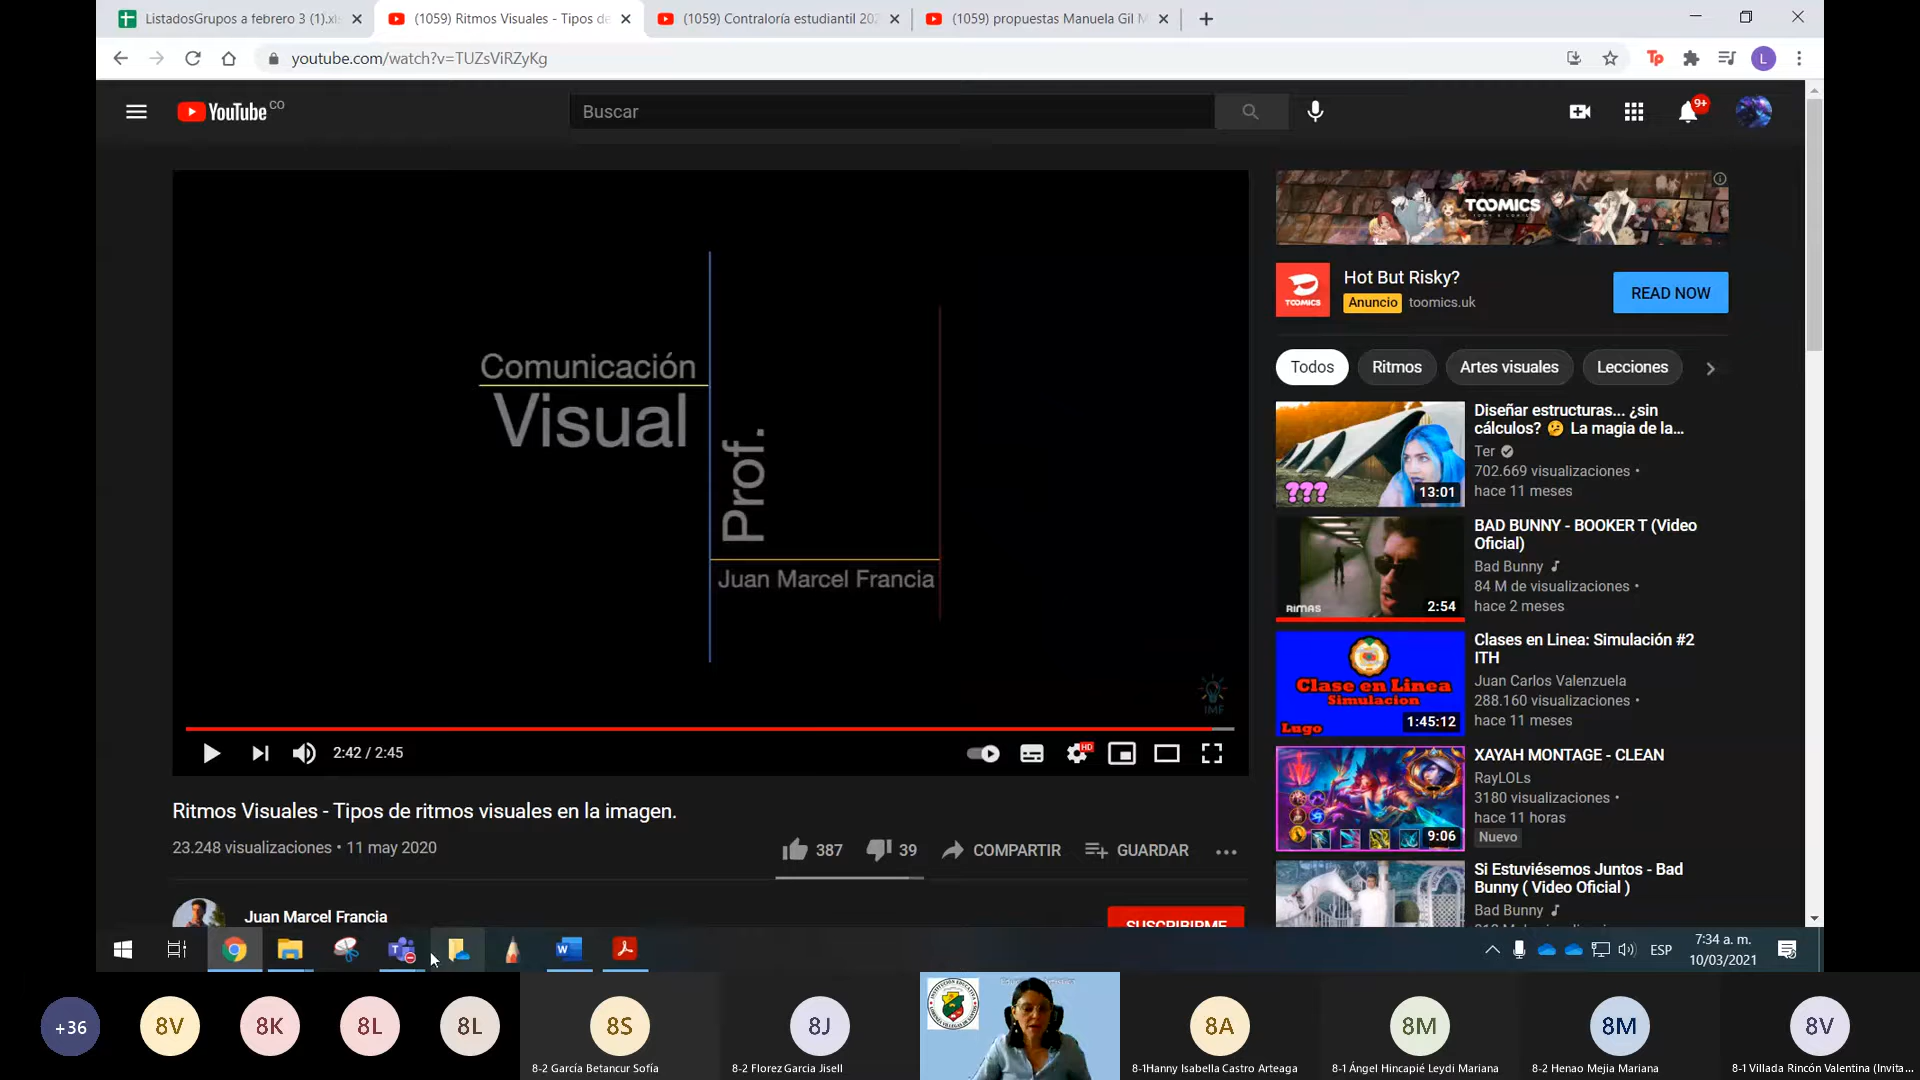 ListadosGrupos a febrero 3 (1).xl
(1059) Ritmos Visuales - Tipos de
(1059) Contraloría estudiantil 202
(1059) propuestas Manuela Gil M
youtube.com/watch?v=TUZsViRZyKg
Tp
L
YouTube CO
Buscar
9+
Comunicación
Visual
Prof.
Juan Marcel Francia
IMF
2:42 / 2:45
HD
Ritmos Visuales - Tipos de ritmos visuales en la imagen.
23.248 visualizaciones • 11 may 2020
387
39
COMPARTIR
GUARDAR
Juan Marcel Francia
SUSCRIBIRME
TOOMICS
TOOMICS
Hot But Risky?
Anuncio toomics.uk
READ NOW
Todos
Ritmos
Artes visuales
Lecciones
???
13:01
Diseñar estructuras... ¿sin
cálculos? 🤔 La magia de la...
Ter
702.669 visualizaciones •
hace 11 meses
RIMAS
2:54
BAD BUNNY - BOOKER T (Video
Oficial)
Bad Bunny
84 M de visualizaciones •
hace 2 meses
Clase en Linea
Simulacion
Lugo
1:45:12
Clases en Linea: Simulación #2
ITH
Juan Carlos Valenzuela
288.160 visualizaciones •
hace 11 meses
9:06
XAYAH MONTAGE - CLEAN
RayLOLs
3180 visualizaciones •
hace 11 horas
Nuevo
Si Estuviésemos Juntos - Bad
Bunny ( Video Oficial )
Bad Bunny
ESP
7:34 a. m.
10/03/2021
+36
8V
8K
8L
8L
8S
8-2 García Betancur Sofía
8J
8-2 Florez Garcia Jisell
8A
8-1Hanny Isabella Castro Arteaga
8M
8-1 Ángel Hincapié Leydi Mariana
8M
8-2 Henao Mejia Mariana
8V
8-1 Villada Rincón Valentina (Invita...